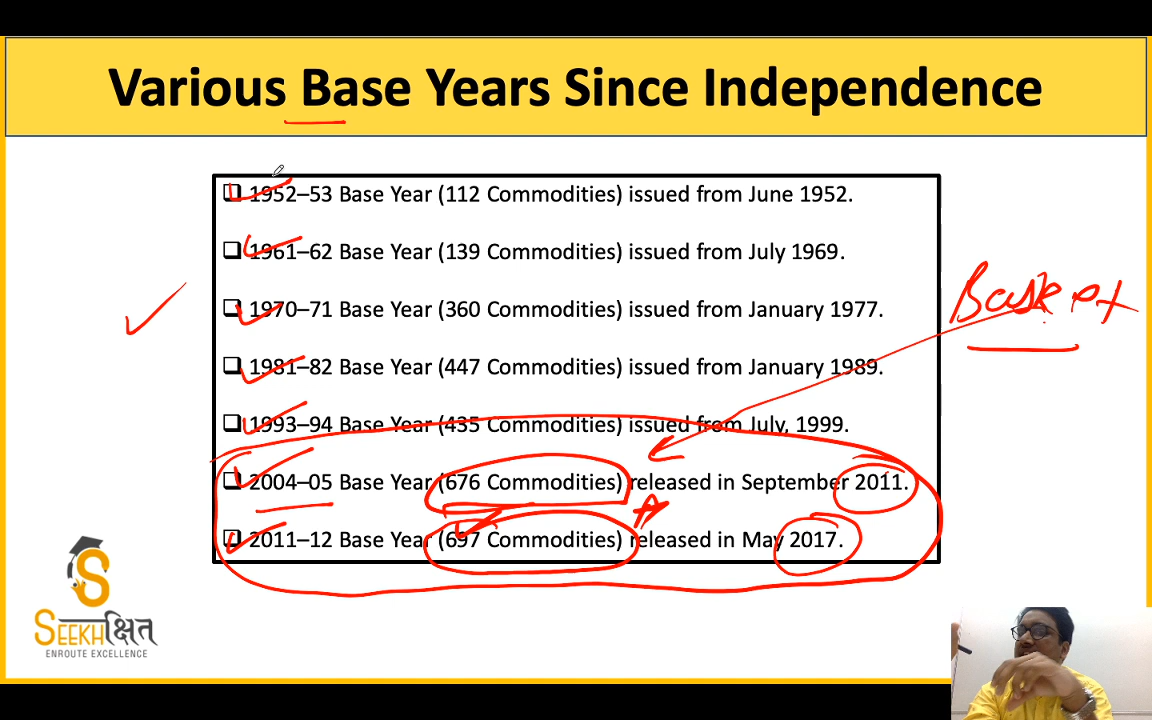 Various Base Years Since Independence
❑ 1952–53 Base Year (112 Commodities) issued from June 1952.
❑ 1961–62 Base Year (139 Commodities) issued from July 1969.
❑ 1970–71 Base Year (360 Commodities) issued from January 1977.
Basket
❑ 1981–82 Base Year (447 Commodities) issued from January 1989.
❑ 1993–94 Base Year (435 Commodities) issued from July, 1999.
❑ 2004–05 Base Year (676 Commodities) released in September 2011.
❑ 2011–12 Base Year (697 Commodities) released in May 2017.
SEEKHक्षित
ENROUTE EXCELLENCE